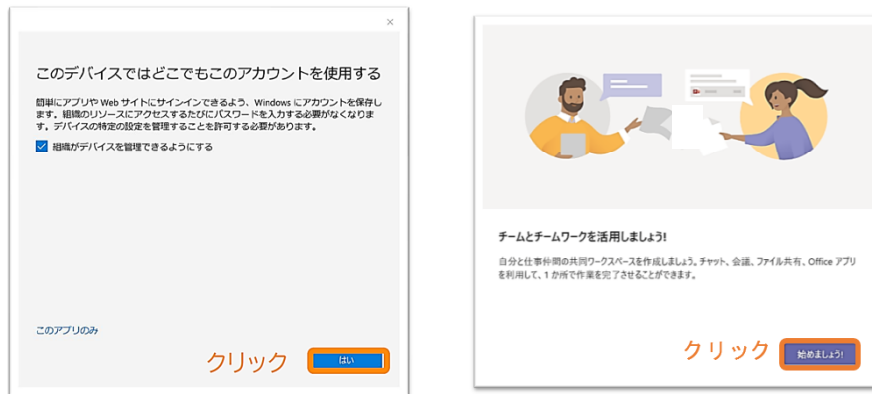 このデバイスではどこでもこのアカウントを使用する
簡単にアプリや Web サイトにサインインできるよう、Windows にアカウントを保存し
ます。組織のリソースにアクセスするたびにパスワードを入力する必要がなくなりま
す。デバイスの特定の設定を管理することを許可する必要があります。
組織がデバイスを管理できるようにする
このアプリのみ
クリック
はい
チームとチームワークを活用しましょう!
自分と仕事仲間の共同ワークスペースを作成しましょう。チャット、会議、ファイル共有、Office アプリ
を利用して、1 か所で作業を完了させることができます。
クリック
始めましょう!